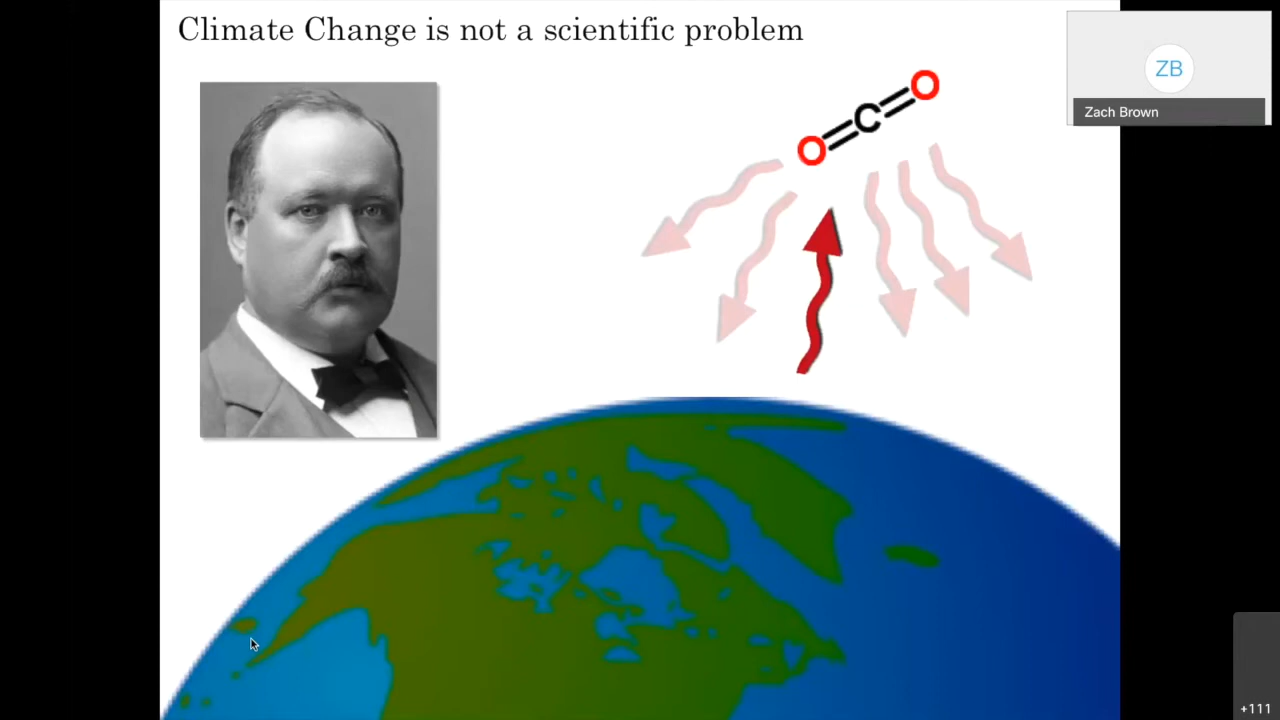 Climate Change is not a scientific problem
O=C=O
ZB
Zach Brown
+111